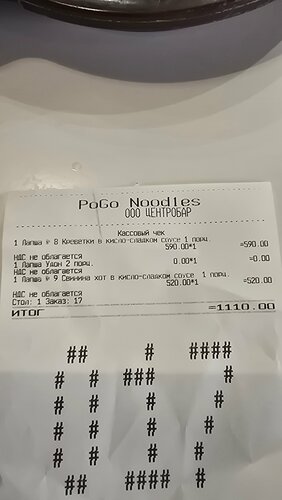 PoGo Noodles
ООО ЦЕНТРОБАР
Кассовый чек
1 Лапша # 8 Креветки в кисло-сладком соусе 1 порц.
590.00*1 =590.00
НДС не облагается
1 Лапша Удон 2 порц.
0.00*1 =0.00
НДС не облагается
1 Лапша # 9 Свинина хот в кисло-сладком соусе 1 порц.
520.00*1 =520.00
НДС не облагается
Стол: 1 Заказ: 17
ИТОГ =1110.00
017